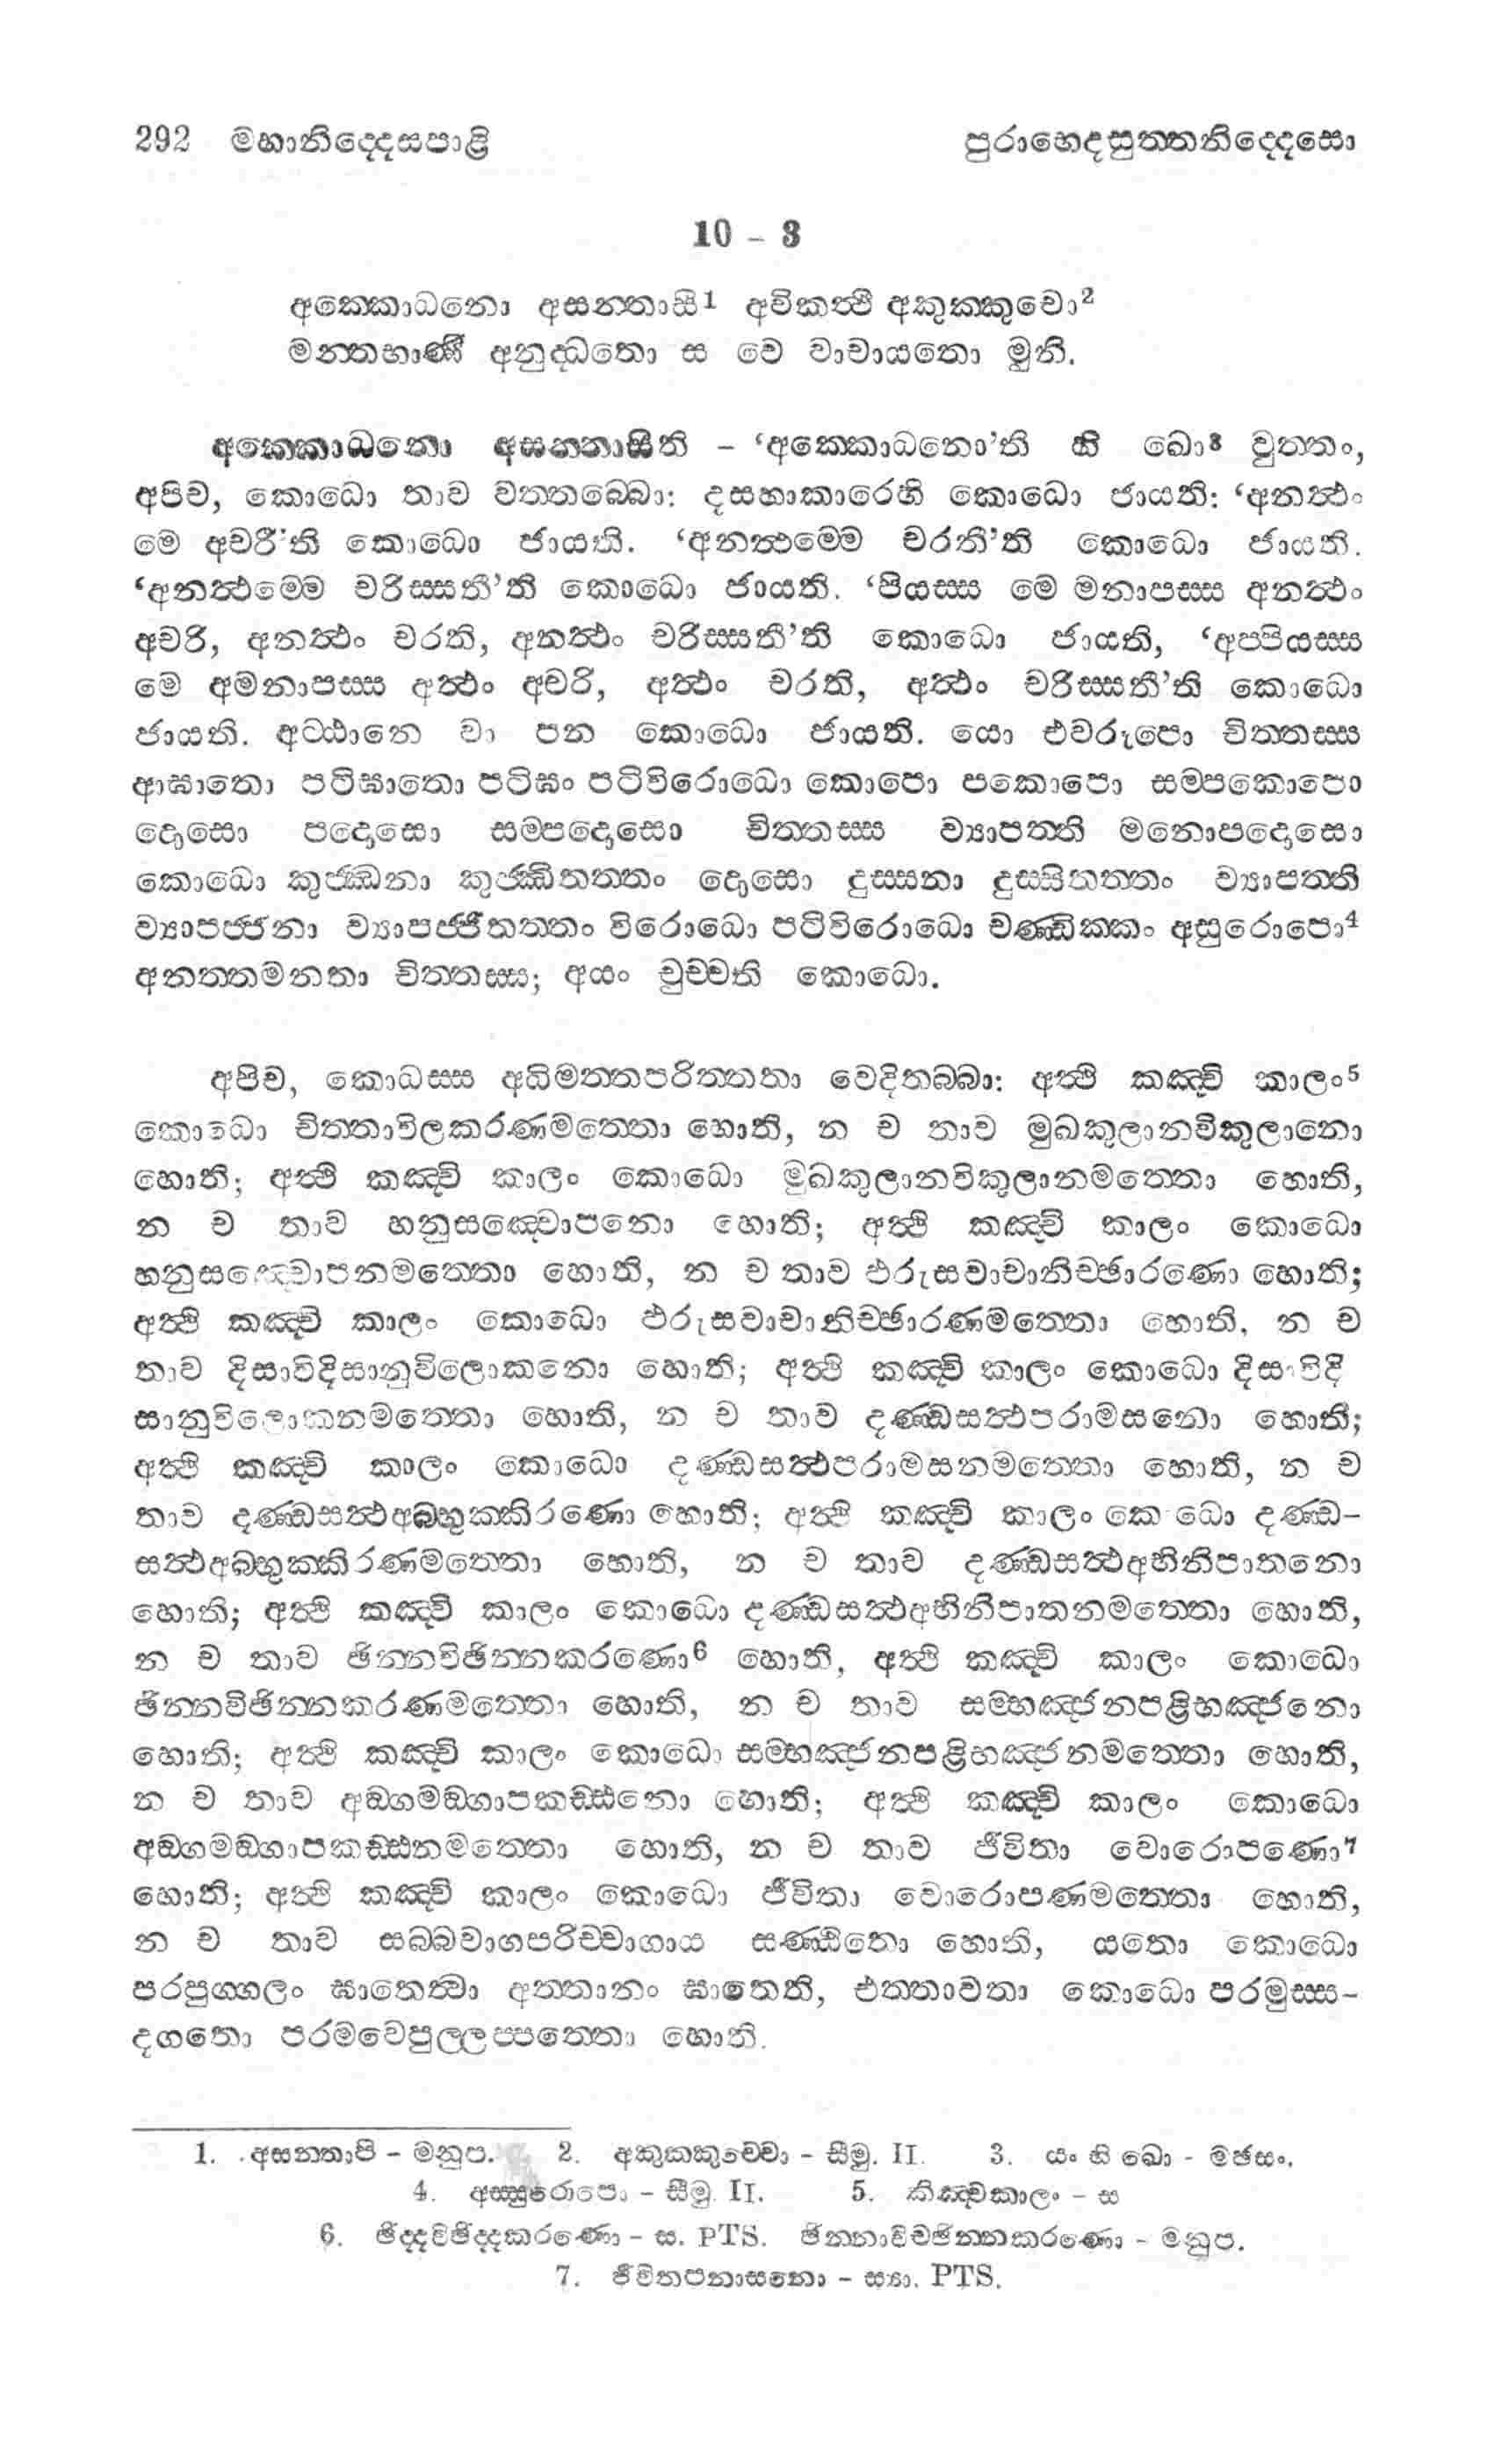 292 මහානිද්දෙසපාළි පුරාභෙදසුත්තනිද්දෙසො
10 - 3
අක්කොධනො අසන්තාසී1 අවිකත්ථී අකුක්කුචො2
මන්තභාණී අනුද්ධතො ස වෙ වාචායතො මුනි.
අක්කොධනො අසන්තාසීති - ‘අක්කොධනො’ති හි ඛො3 වුත්තං,
අපිච, කොධො තාව වත්තබ්බො: දසහාකාරෙහි කොධො ජායති: ‘අනත්ථං
මෙ අචරී’ති කොධො ජායති. ‘අනත්ථම්මෙ චරතී’ති කොධො ජායති.
‘අනත්ථම්මෙ චරිස්සතී’ති කොධො ජායති. ‘පියස්ස මෙ මනාපස්ස අනත්ථං
අචරි, අනත්ථං චරති, අනත්ථං චරිස්සතී’ති කොධො ජායති, ‘අප්පියස්ස
මෙ අමනාපස්ස අත්ථං අචරි, අත්ථං චරති, අත්ථං චරිස්සතී’ති කොධො
ජායති. අට්ඨානෙ වා පන කොධො ජායති. යො එවරූපො චිත්තස්ස
ආඝාතො පටිඝාතො පටිඝං පටිවිරොධො කොපො පකොපො සම්පකොපො
දොසො පදොසො සම්පදොසො චිත්තස්ස ව්‍යාපත්ති මනොපදොසො
කොධො කුජ්ඣනා කුජ්ඣිතත්තං දොසො දුස්සනා දුස්සිතත්තං ව්‍යාපත්ති
ව්‍යාපජ්ජනා ව්‍යාපජ්ජිතත්තං විරොධො පටිවිරොධො චණ්ඩික්කං අසුරොපො4
අනත්තමනතා චිත්තස්ස; අයං වුච්චති කොධො.
අපිච, කොධස්ස අධිමත්තපරිත්තතා වෙදිතබ්බා: අත්ථි කඤ්චි කාලං5
කොධො චිත්තාවිලකරණමත්තො හොති, න ච තාව මුඛකුලානවිකුලානො
හොති; අත්ථි කඤ්චි කාලං කොධො මුඛකුලානවිකුලානමත්තො හොති,
න ච තාව හනුසඤ්චොපනො හොති; අත්ථි කඤ්චි කාලං කොධො
හනුසඤ්චොපනමත්තො හොති, න ච තාව ඵරුසවාචානිච්ඡාරණො හොති;
අත්ථි කඤ්චි කාලං කොධො ඵරුසවාචානිච්ඡාරණමත්තො හොති, න ච
තාව දිසාවිදිසානුවිලොකනො හොති; අත්ථි කඤ්චි කාලං කොධො දිසාවිදි
සානුවිලොකනමත්තො හොති, න ච තාව දණ්ඩසත්ථපරාමසනො හොති;
අත්ථි කඤ්චි කාලං කොධො දණ්ඩසත්ථපරාමසනමත්තො හොති, න ච
තාව දණ්ඩසත්ථඅබ්භුක්කිරණො හොති; අත්ථි කඤ්චි කාලං කොධො දණ්ඩ-
සත්ථඅබ්භුක්කිරණමත්තො හොති, න ච තාව දණ්ඩසත්ථඅභිනිපාතනො
හොති; අත්ථි කඤ්චි කාලං කොධො දණ්ඩසත්ථඅභිනිපාතනමත්තො හොති,
න ච තාව ඡින්නවිඡින්නකරණො6 හොති, අත්ථි කඤ්චි කාලං කොධො
ඡින්නවිඡින්නකරණමත්තො හොති, න ච තාව සම්භඤ්ජනපළිභඤ්ජනො
හොති; අත්ථි කඤ්චි කාලං කොධො සම්භඤ්ජනපළිභඤ්ජනමත්තො හොති,
න ච තාව අඞ්ගමඞ්ගාපකඩ්ඪනො හොති; අත්ථි කඤ්චි කාලං කොධො
අඞ්ගමඞ්ගාපකඩ්ඪනමත්තො හොති, න ච තාව ජීවිතා වොරොපණො7
හොති; අත්ථි කඤ්චි කාලං කොධො ජීවිතා වොරොපණමත්තො හොති,
න ච තාව සබ්බචාගපරිච්චාගාය සණ්ඨිතො හොති, යතො කොධො
පරපුග්ගලං ඝාතෙත්වා අත්තානං ඝාතෙති, එත්තාවතා කොධො පරමුස්ස-
දගතො පරමවෙපුල්ලප්පත්තො හොති.
1. අසන්තාපී - මනුප. 2. අකුක්කුච්චො - සීමු. II. 3. යං හි ඛො - මඡසං.
4. අස්සුරොපො - සීමු. II. 5. කිඤ්චකාලං - ස
6. ඡිද්දවිඡිද්දකරණො - ස. PTS. ඡින්නාවිච්ඡින්නකරණො - මනුප.
7. ජීවිතපනාසනො - ස්‍යා. PTS.